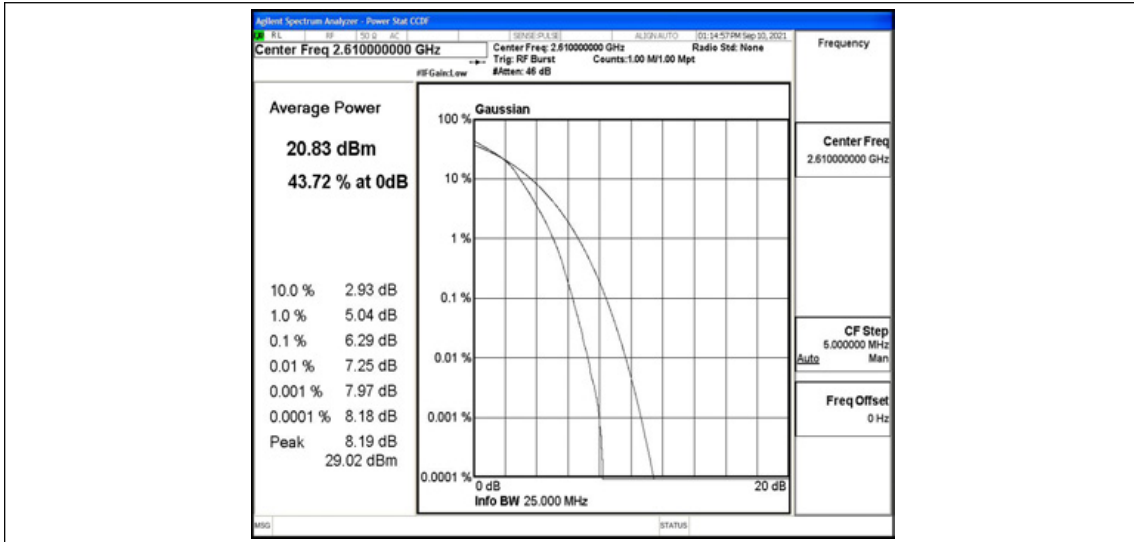 Agilent Spectrum Analyzer - Power Stat CCDF
RL RF 50 Ω AC SENSE:PULSE ALIGN AUTO 01:14:57 PM Sep 10, 2021
Center Freq 2.610000000 GHz
Center Freq: 2.610000000 GHz Radio Std: None
Trig: RF Burst Counts:1.00 M/1.00 Mpt
#IFGain:Low #Atten: 46 dB
Frequency
Average Power
20.83 dBm
43.72 % at 0dB
10.0 % 2.93 dB
1.0 % 5.04 dB
0.1 % 6.29 dB
0.01 % 7.25 dB
0.001 % 7.97 dB
0.0001 % 8.18 dB
Peak 8.19 dB
29.02 dBm
Gaussian
100 %
10 %
1 %
0.1 %
0.01 %
0.001 %
0.0001 %
0 dB 20 dB
Info BW 25.000 MHz
Center Freq
2.610000000 GHz
CF Step
5.000000 MHz
Auto Man
Freq Offset
0 Hz
MSG STATUS